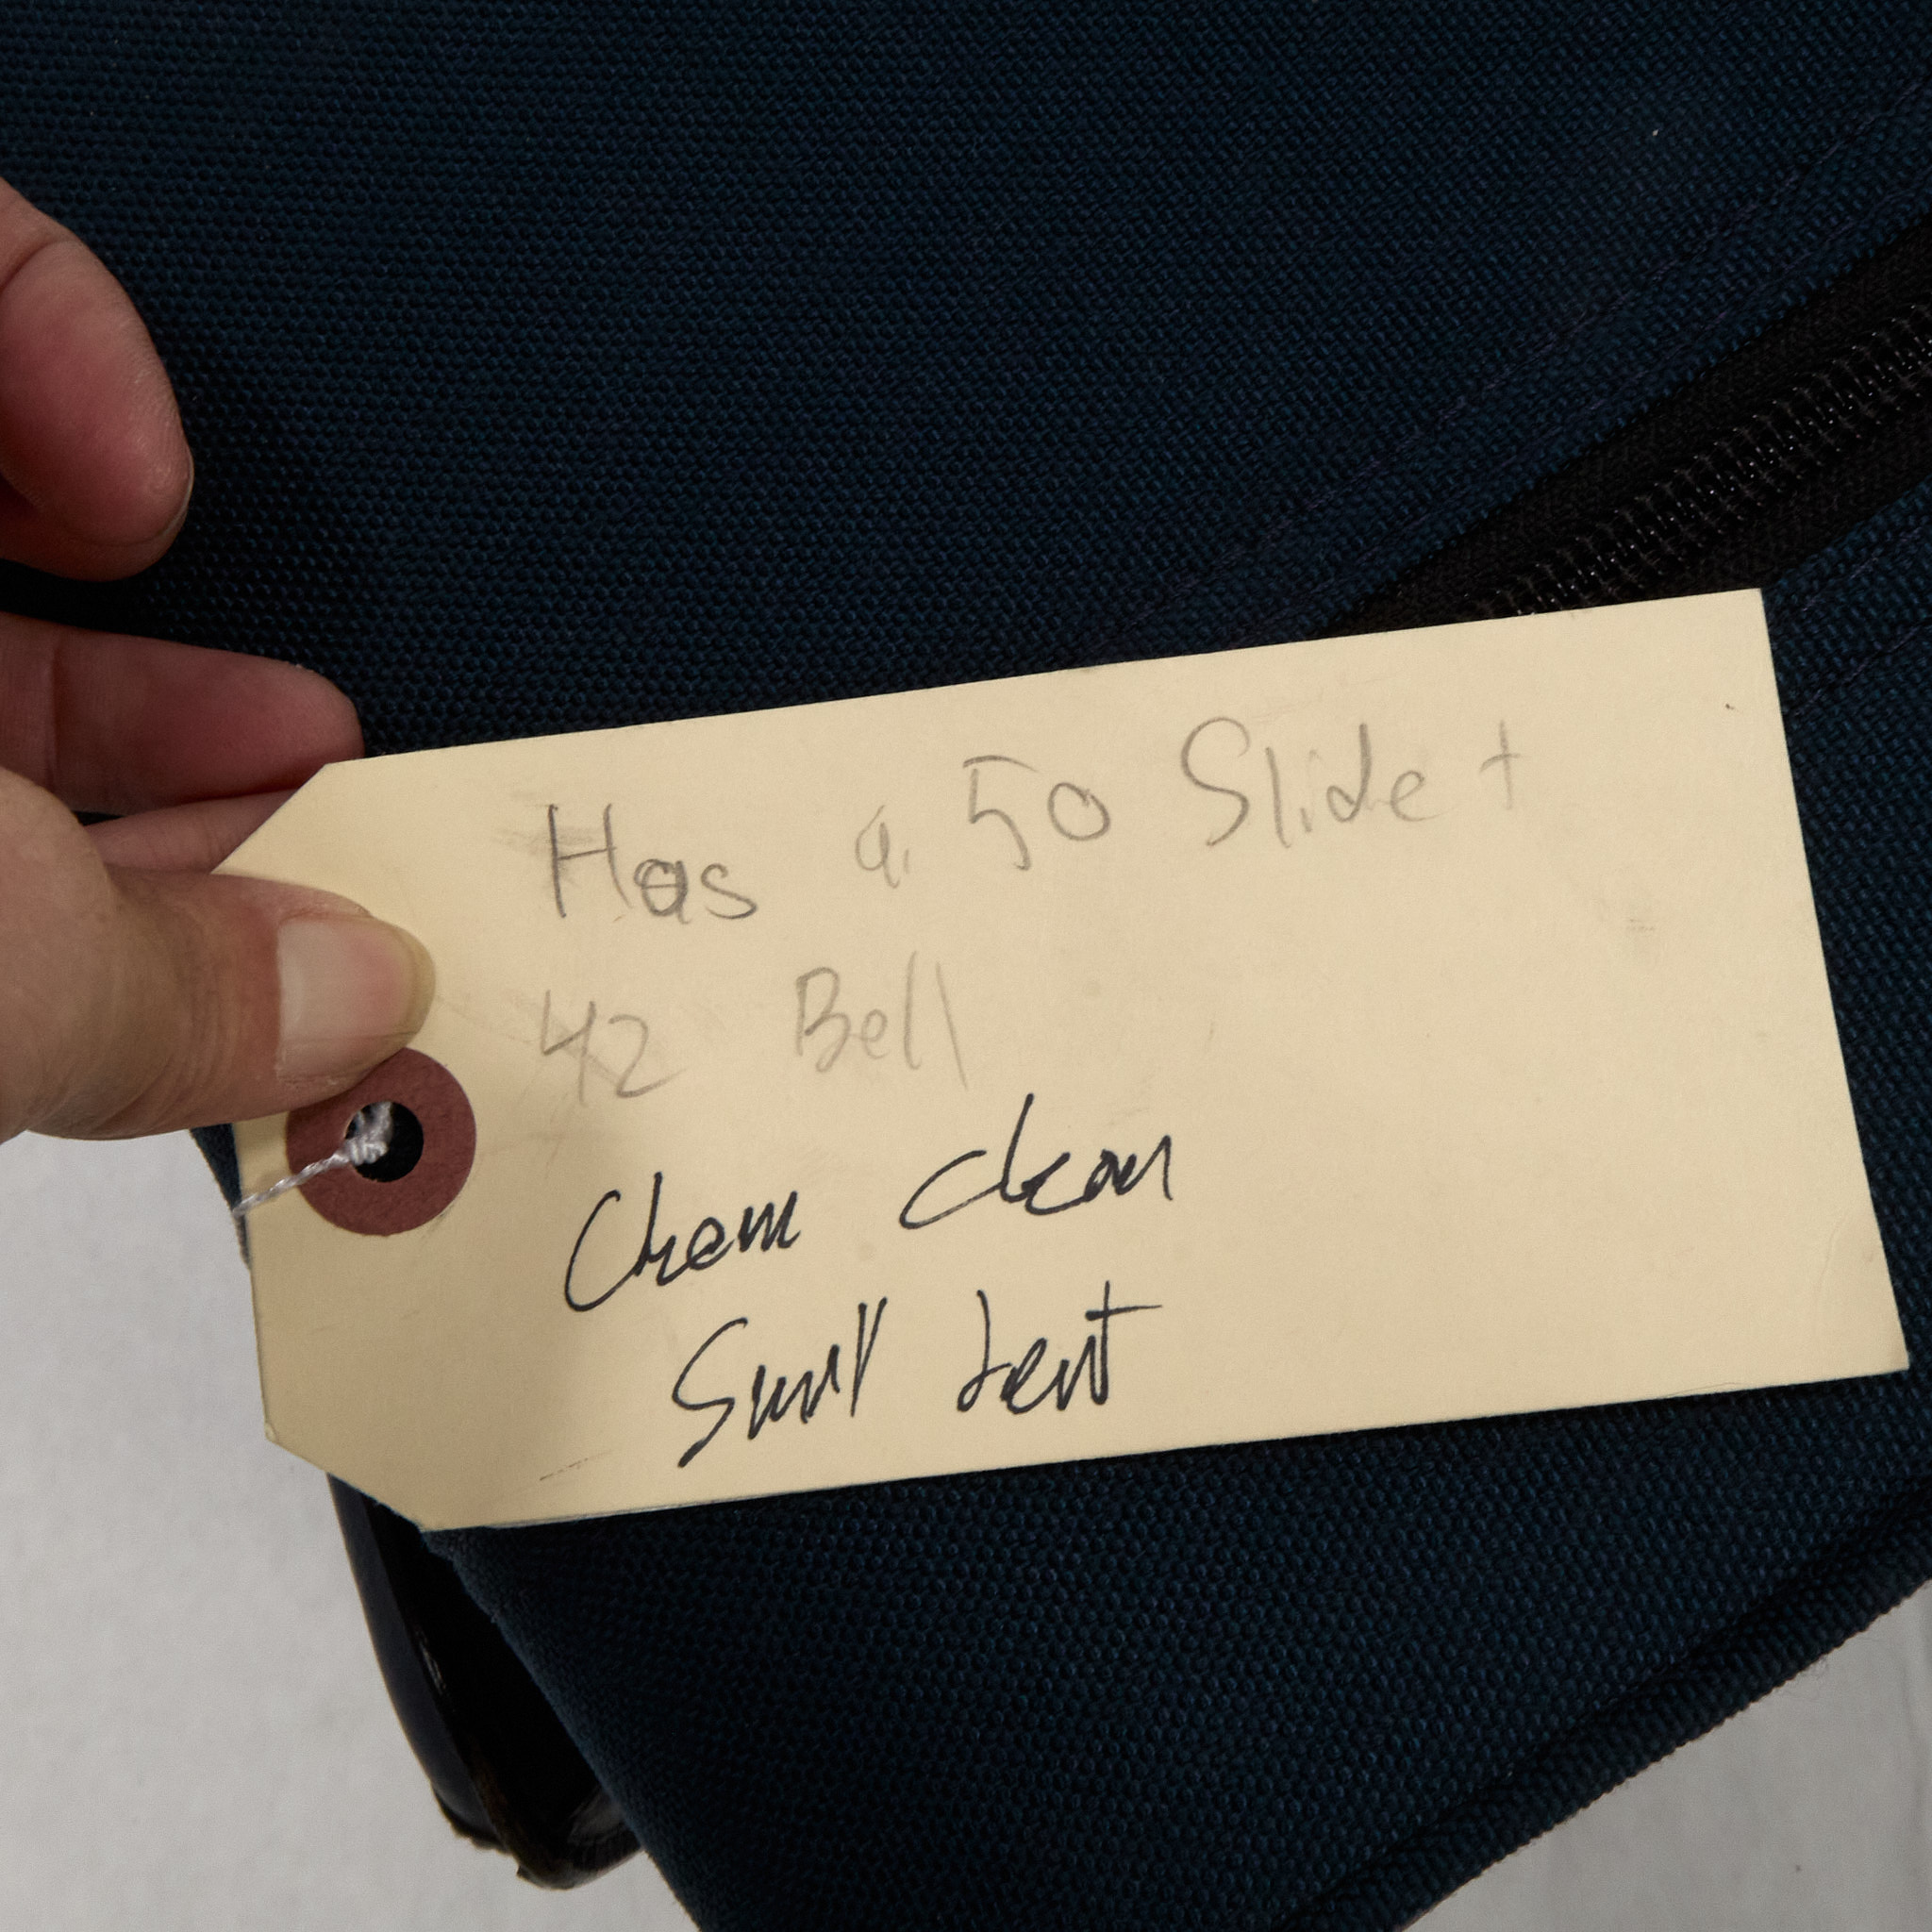 Has a 50 Slide +
42 Bell
Chem clean
Small dent